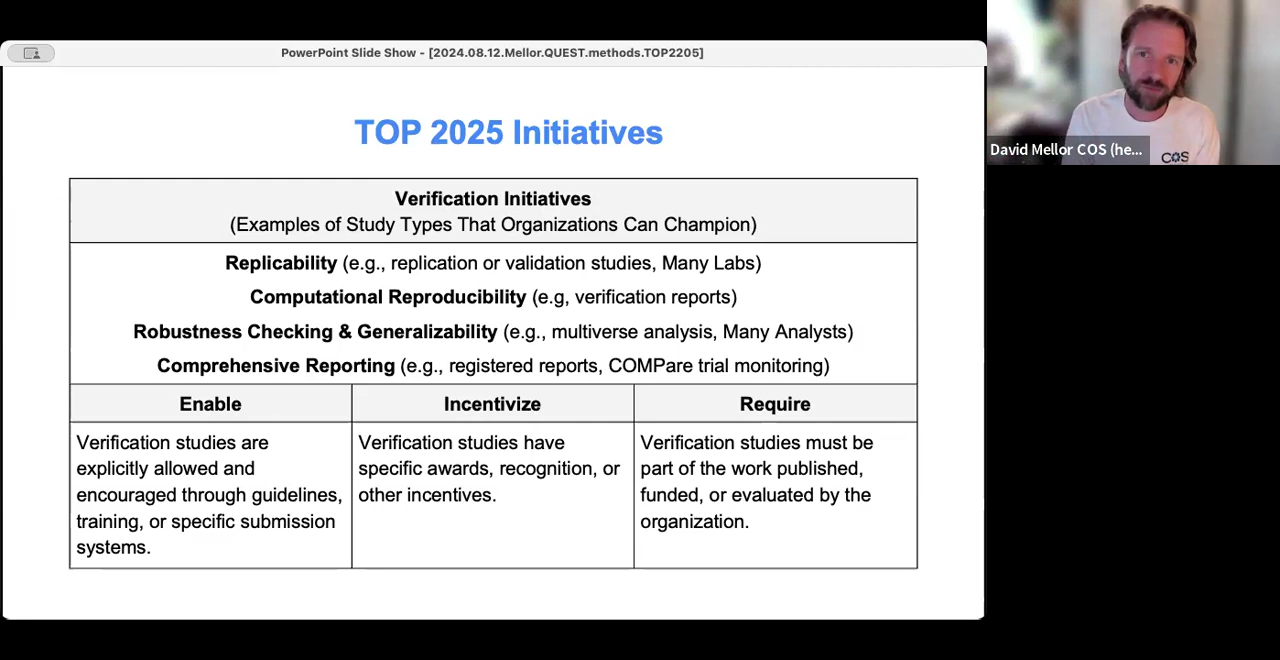 PowerPoint Slide Show - [2024.08.12.Mellor.QUEST.methods.TOP2205]
TOP 2025 Initiatives
Verification Initiatives
(Examples of Study Types That Organizations Can Champion)
Replicability (e.g., replication or validation studies, Many Labs)
Computational Reproducibility (e.g, verification reports)
Robustness Checking & Generalizability (e.g., multiverse analysis, Many Analysts)
Comprehensive Reporting (e.g., registered reports, COMPare trial monitoring)
Enable
Verification studies are
explicitly allowed and
encouraged through guidelines,
training, or specific submission
systems.
Incentivize
Verification studies have
specific awards, recognition, or
other incentives.
Require
Verification studies must be
part of the work published,
funded, or evaluated by the
organization.
David Mellor COS (he...
COS